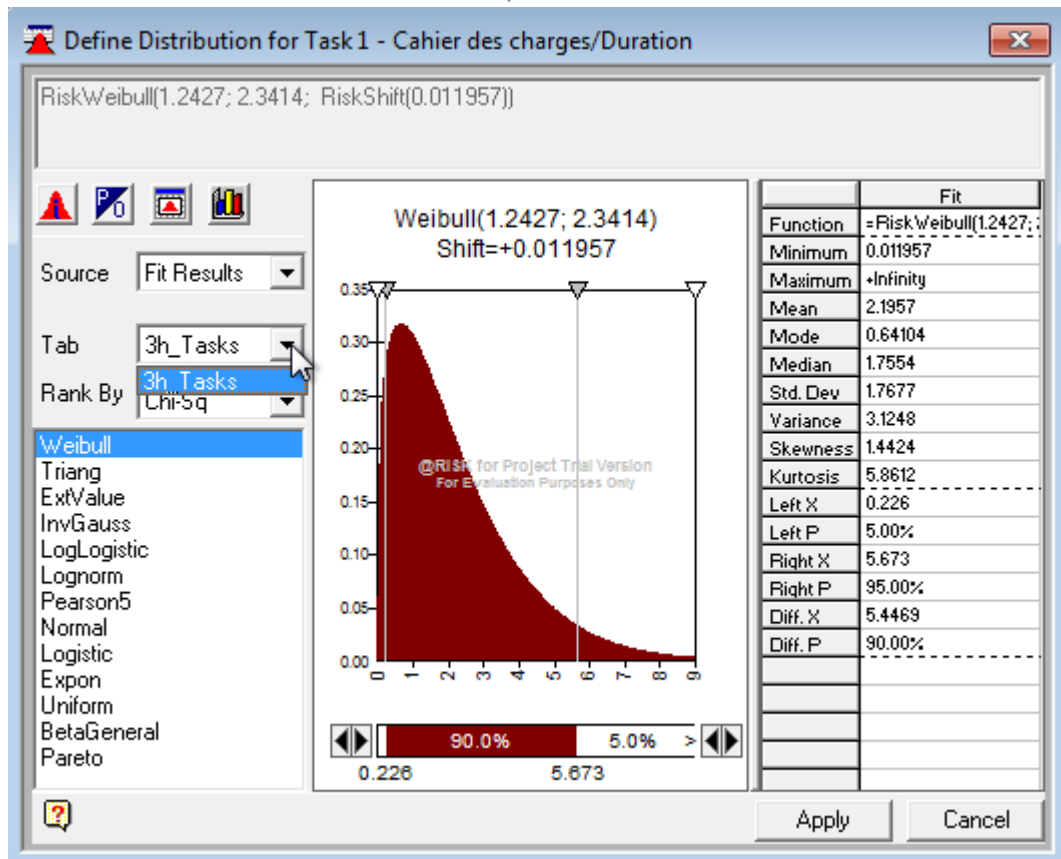 Define Distribution for Task 1 - Cahier des charges/Duration
RiskWeibull(1.2427; 2.3414;  RiskShift(0.011957))
Source Fit Results
Tab 3h_Tasks
3h_Tasks
Rank By Chi-Sq
Weibull
Triang
ExtValue
InvGauss
LogLogistic
Lognorm
Pearson5
Normal
Logistic
Expon
Uniform
BetaGeneral
Pareto
Weibull(1.2427; 2.3414)
Shift=+0.011957
0.35
0.30
0.25
0.20
0.15
0.10
0.05
0.00
@RISK for Project Trial Version
For Evaluation Purposes Only
0 1 2 3 4 5 6 7 8 9
90.0% 5.0% >
0.226 5.673
Fit
Function =RiskWeibull(1.2427;
Minimum 0.011957
Maximum +Infinity
Mean 2.1957
Mode 0.64104
Median 1.7554
Std. Dev 1.7677
Variance 3.1248
Skewness 1.4424
Kurtosis 5.8612
Left X 0.226
Left P 5.00%
Right X 5.673
Right P 95.00%
Diff. X 5.4469
Diff. P 90.00%
Apply Cancel